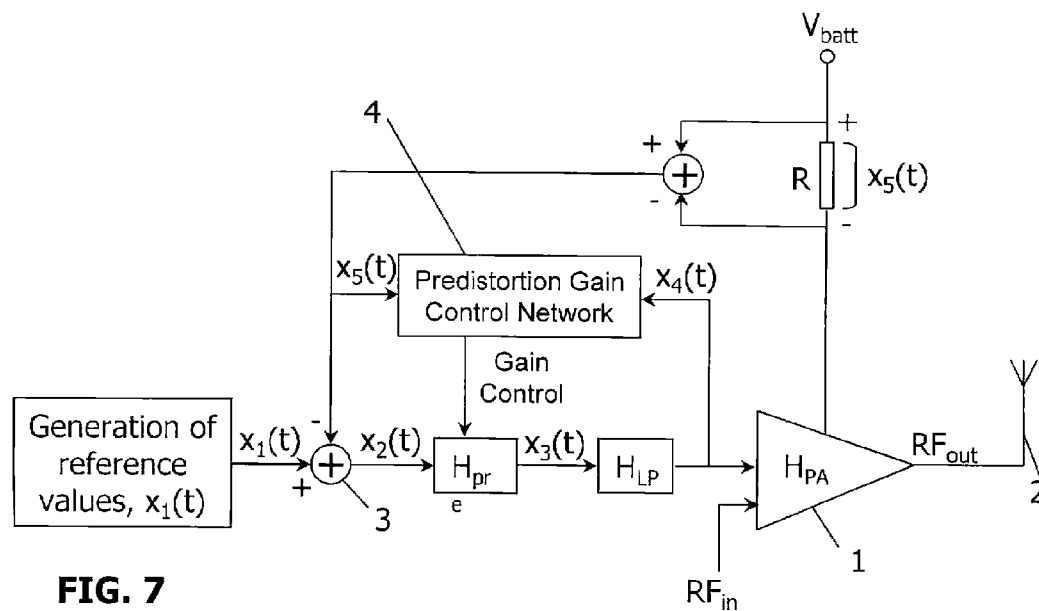 V_batt
4
+
+
-
R
x_5(t)
-
x_5(t)
Predistortion Gain
Control Network
x_4(t)
Gain
Control
-
Generation of
reference
values, x_1(t)
x_1(t)
+
x_2(t)
3
H_pr
e
x_3(t)
H_LP
H_PA
RF_out
2
1
RF_in
FIG. 7